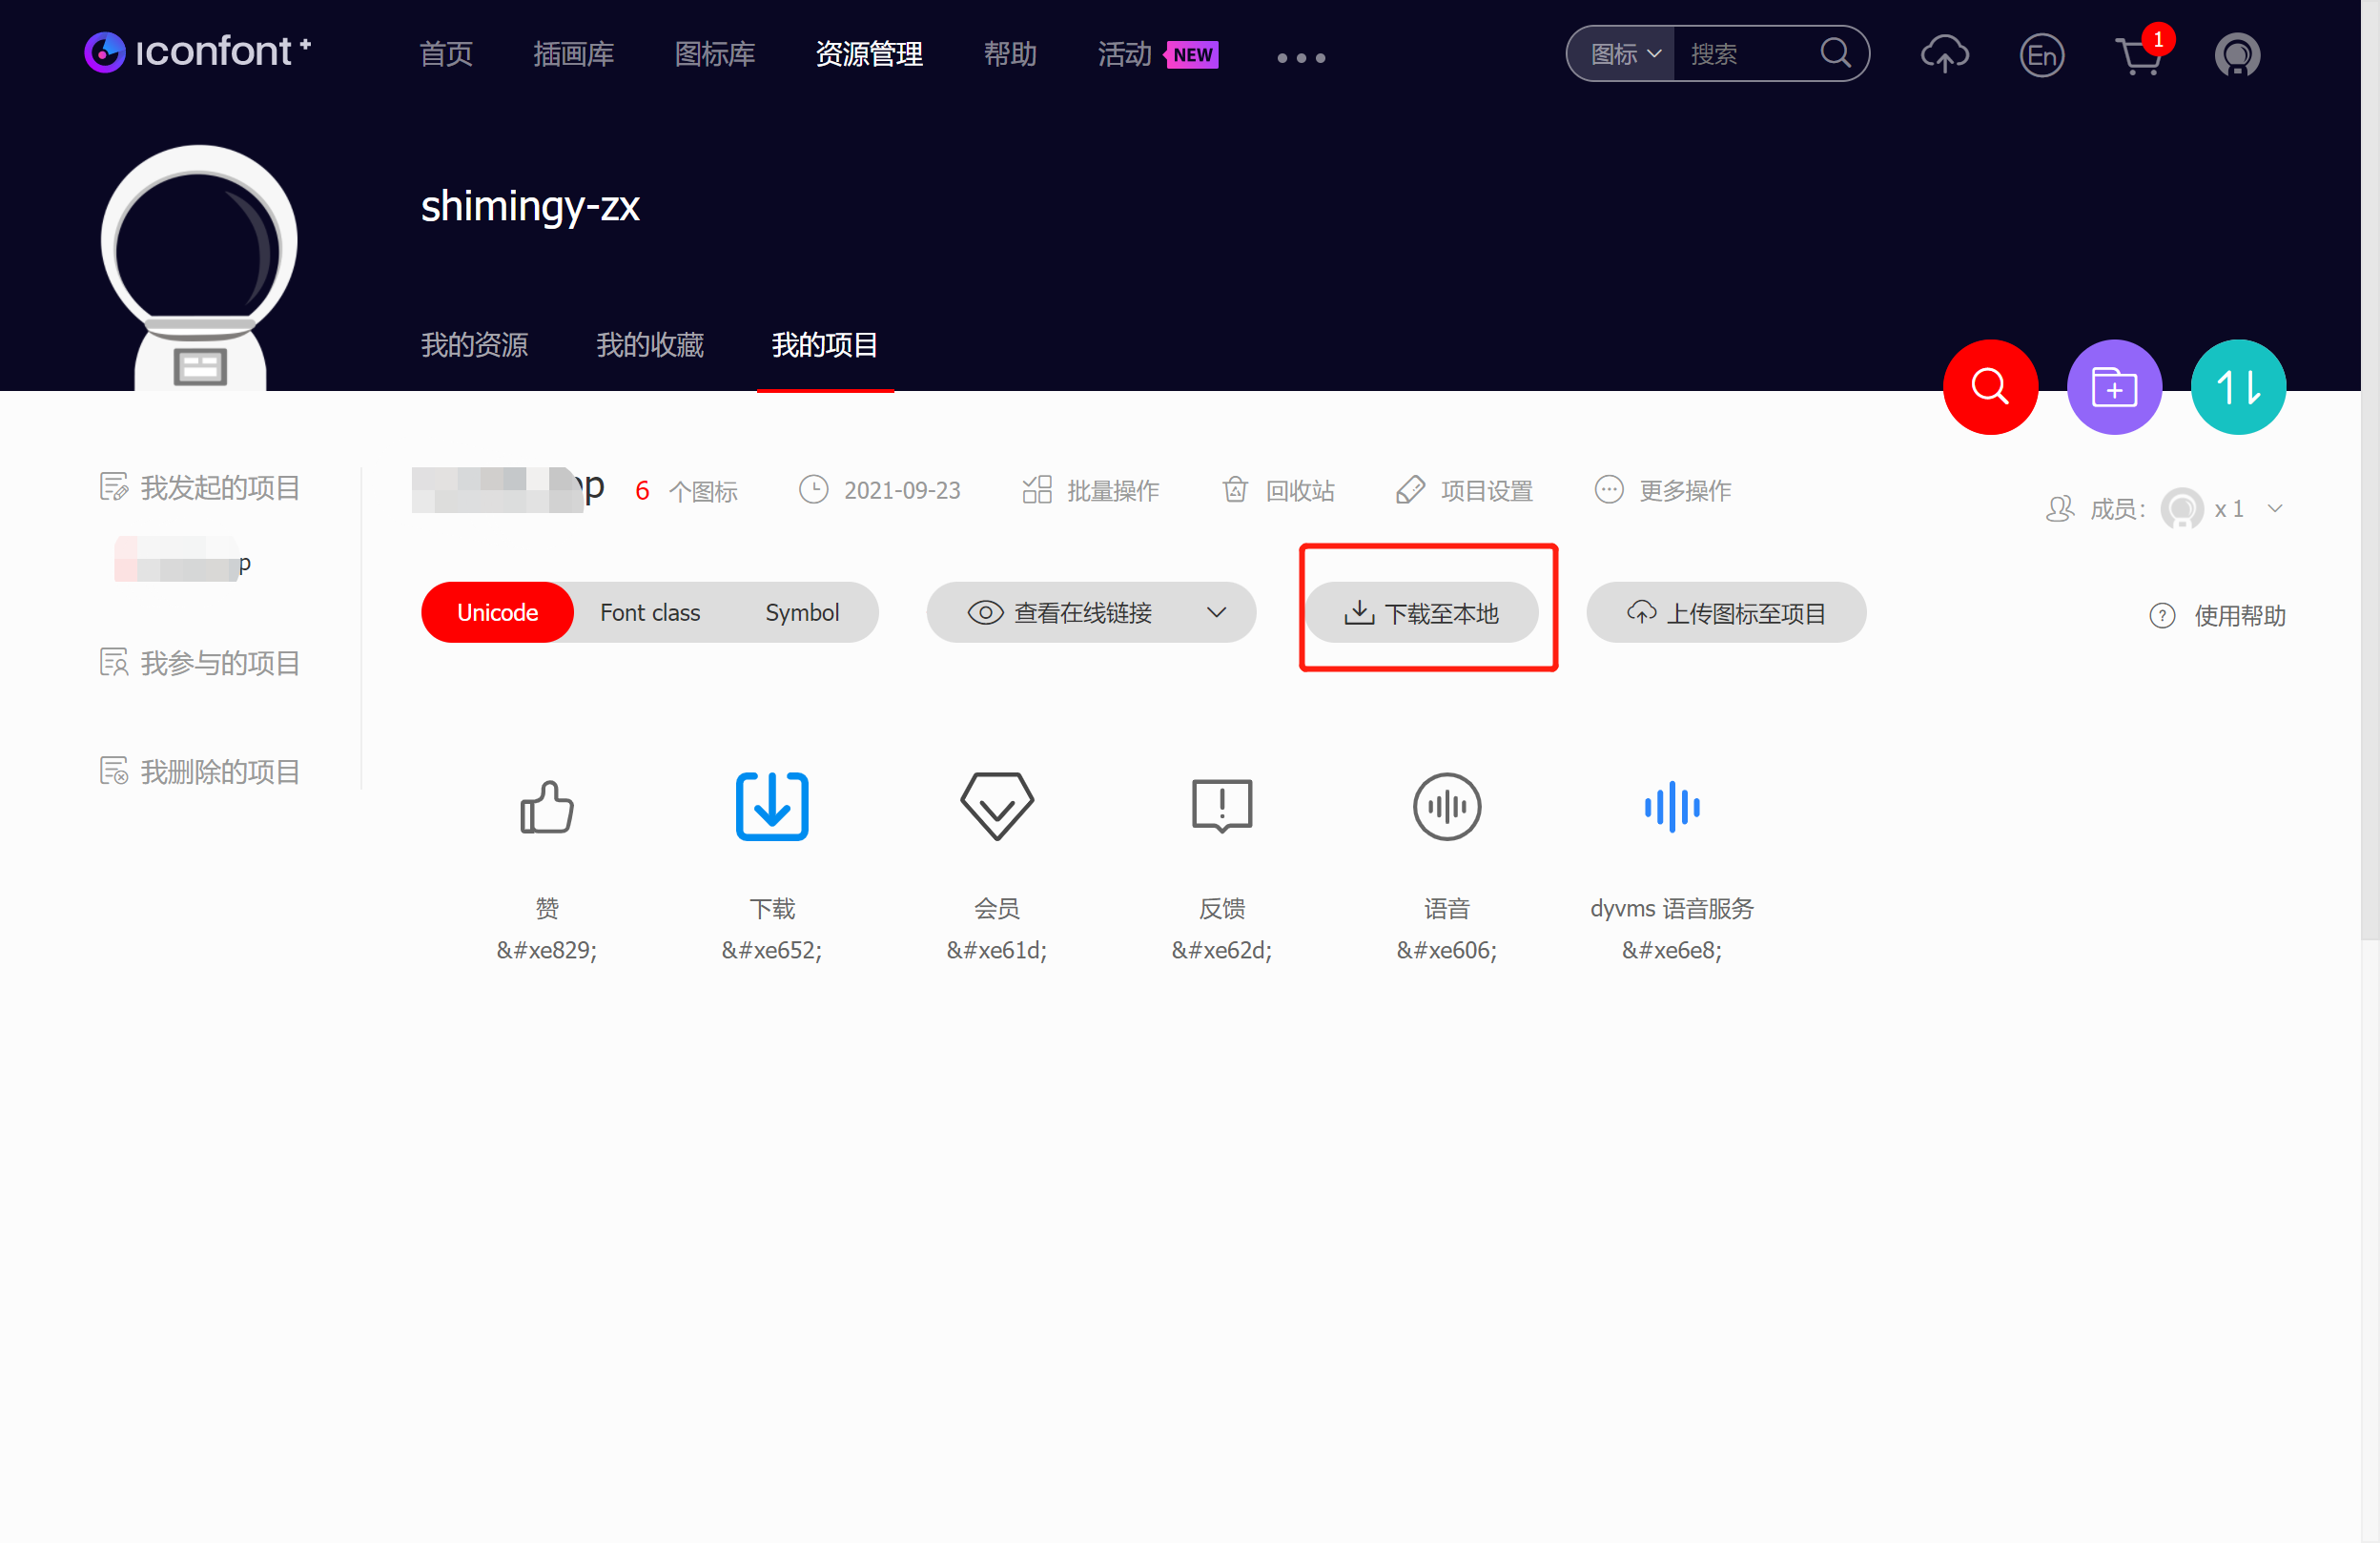 iconfont+ 首页 插画库 图标库 资源管理 帮助 活动 NEW 图标 搜索 En 1
shimingy-zx
我的资源 我的收藏 我的项目
我发起的项目
p
我参与的项目
我删除的项目
p 6 个图标 2021-09-23 批量操作 回收站 项目设置 更多操作
成员: x 1
Unicode Font class Symbol 查看在线链接 下载至本地 上传图标至项目 使用帮助
赞 下载 会员 反馈 语音 dyvms 语音服务
&#xe829; &#xe652; &#xe61d; &#xe62d; &#xe606; &#xe6e8;